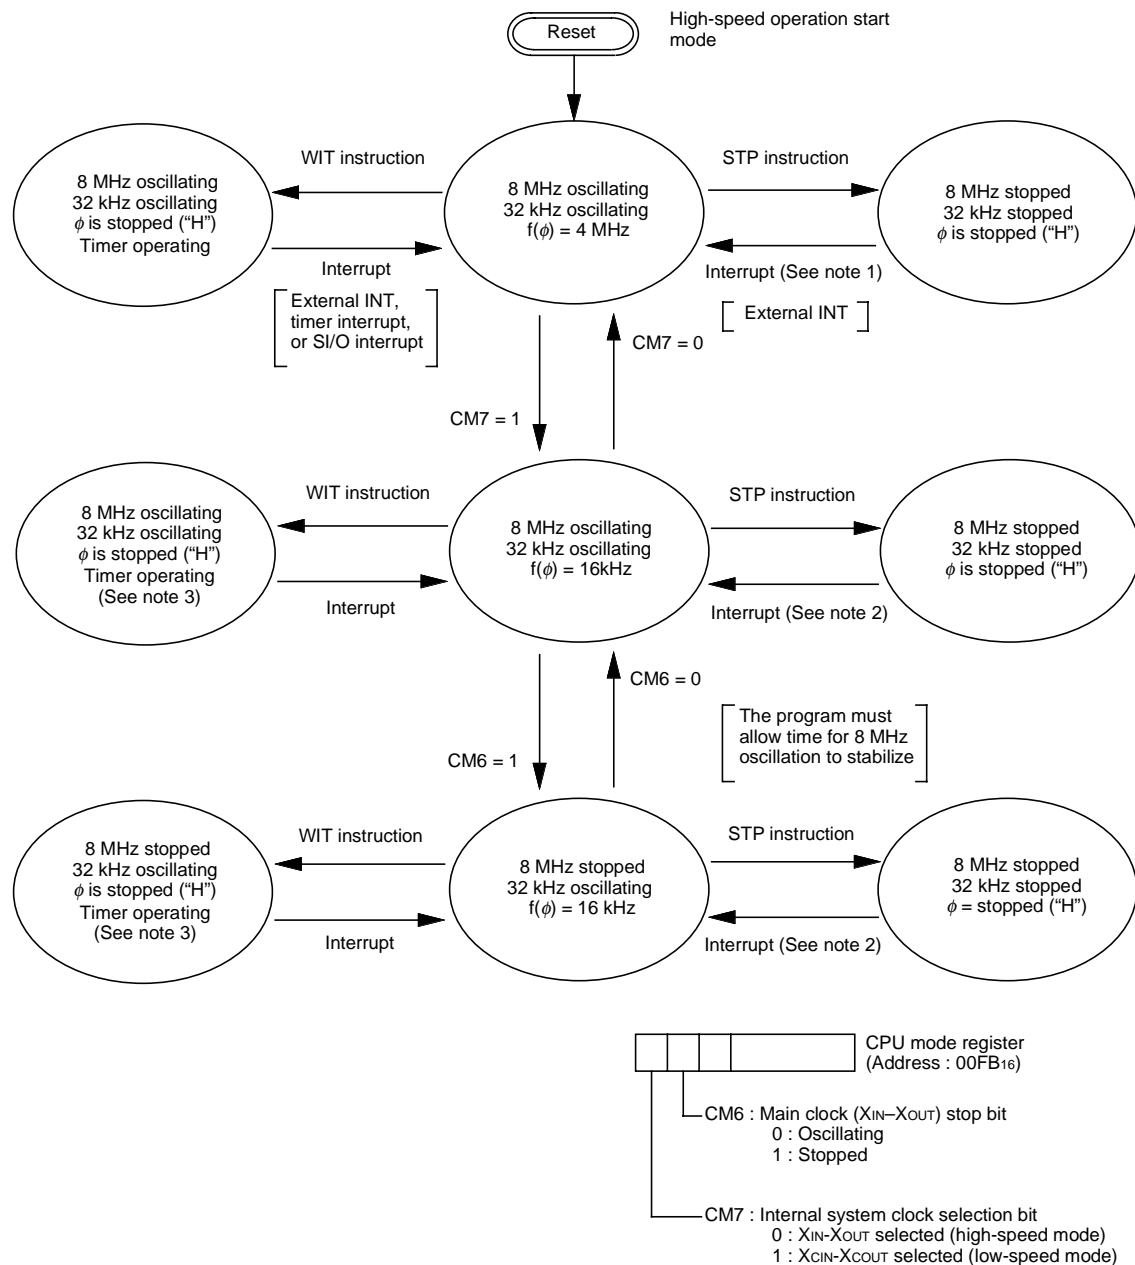 Reset
High-speed operation start
mode
WIT instruction
STP instruction
8 MHz oscillating
32 kHz oscillating
ϕ is stopped (“H”)
Timer operating
8 MHz oscillating
32 kHz oscillating
f(ϕ) = 4 MHz
8 MHz stopped
32 kHz stopped
ϕ is stopped (“H”)
Interrupt
External INT,
timer interrupt,
or SI/O interrupt
Interrupt (See note 1)
External INT
CM7 = 0
CM7 = 1
WIT instruction
STP instruction
8 MHz oscillating
32 kHz oscillating
ϕ is stopped (“H”)
Timer operating
(See note 3)
8 MHz oscillating
32 kHz oscillating
f(ϕ) = 16kHz
8 MHz stopped
32 kHz stopped
ϕ is stopped (“H”)
Interrupt
Interrupt (See note 2)
CM6 = 0
The program must
allow time for 8 MHz
oscillation to stabilize
CM6 = 1
WIT instruction
STP instruction
8 MHz stopped
32 kHz oscillating
ϕ is stopped (“H”)
Timer operating
(See note 3)
8 MHz stopped
32 kHz oscillating
f(ϕ) = 16 kHz
8 MHz stopped
32 kHz stopped
ϕ = stopped (“H”)
Interrupt
Interrupt (See note 2)
CPU mode register
(Address : 00FB16)
CM6 : Main clock (XIN–XOUT) stop bit
0 : Oscillating
1 : Stopped
CM7 : Internal system clock selection bit
0 : XIN-XOUT selected (high-speed mode)
1 : XCIN-XCOUT selected (low-speed mode)